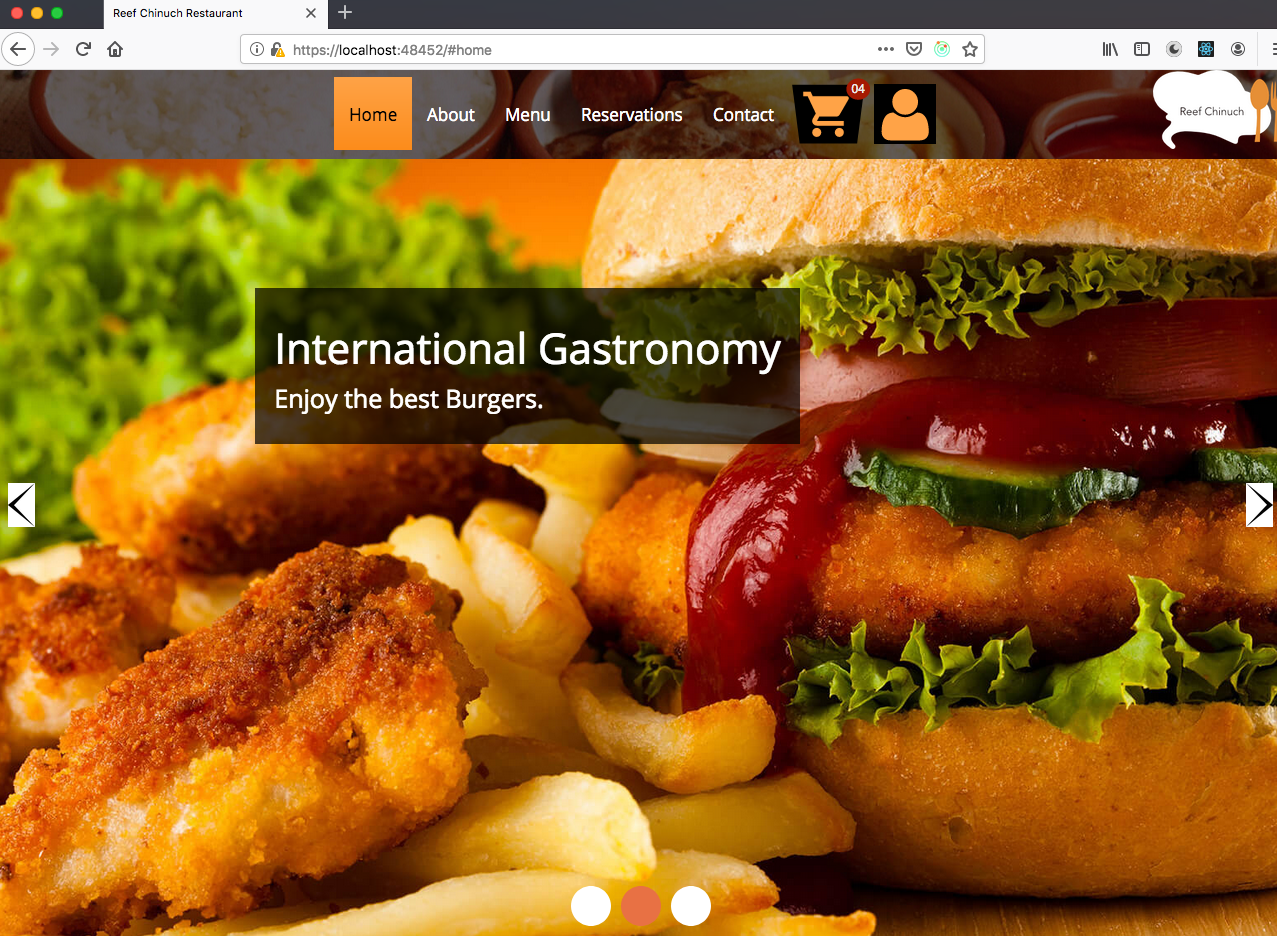 Reef Chinuch Restaurant
https://localhost:48452/#home
Home About Menu Reservations Contact 04
Reef Chinuch
International Gastronomy
Enjoy the best Burgers.